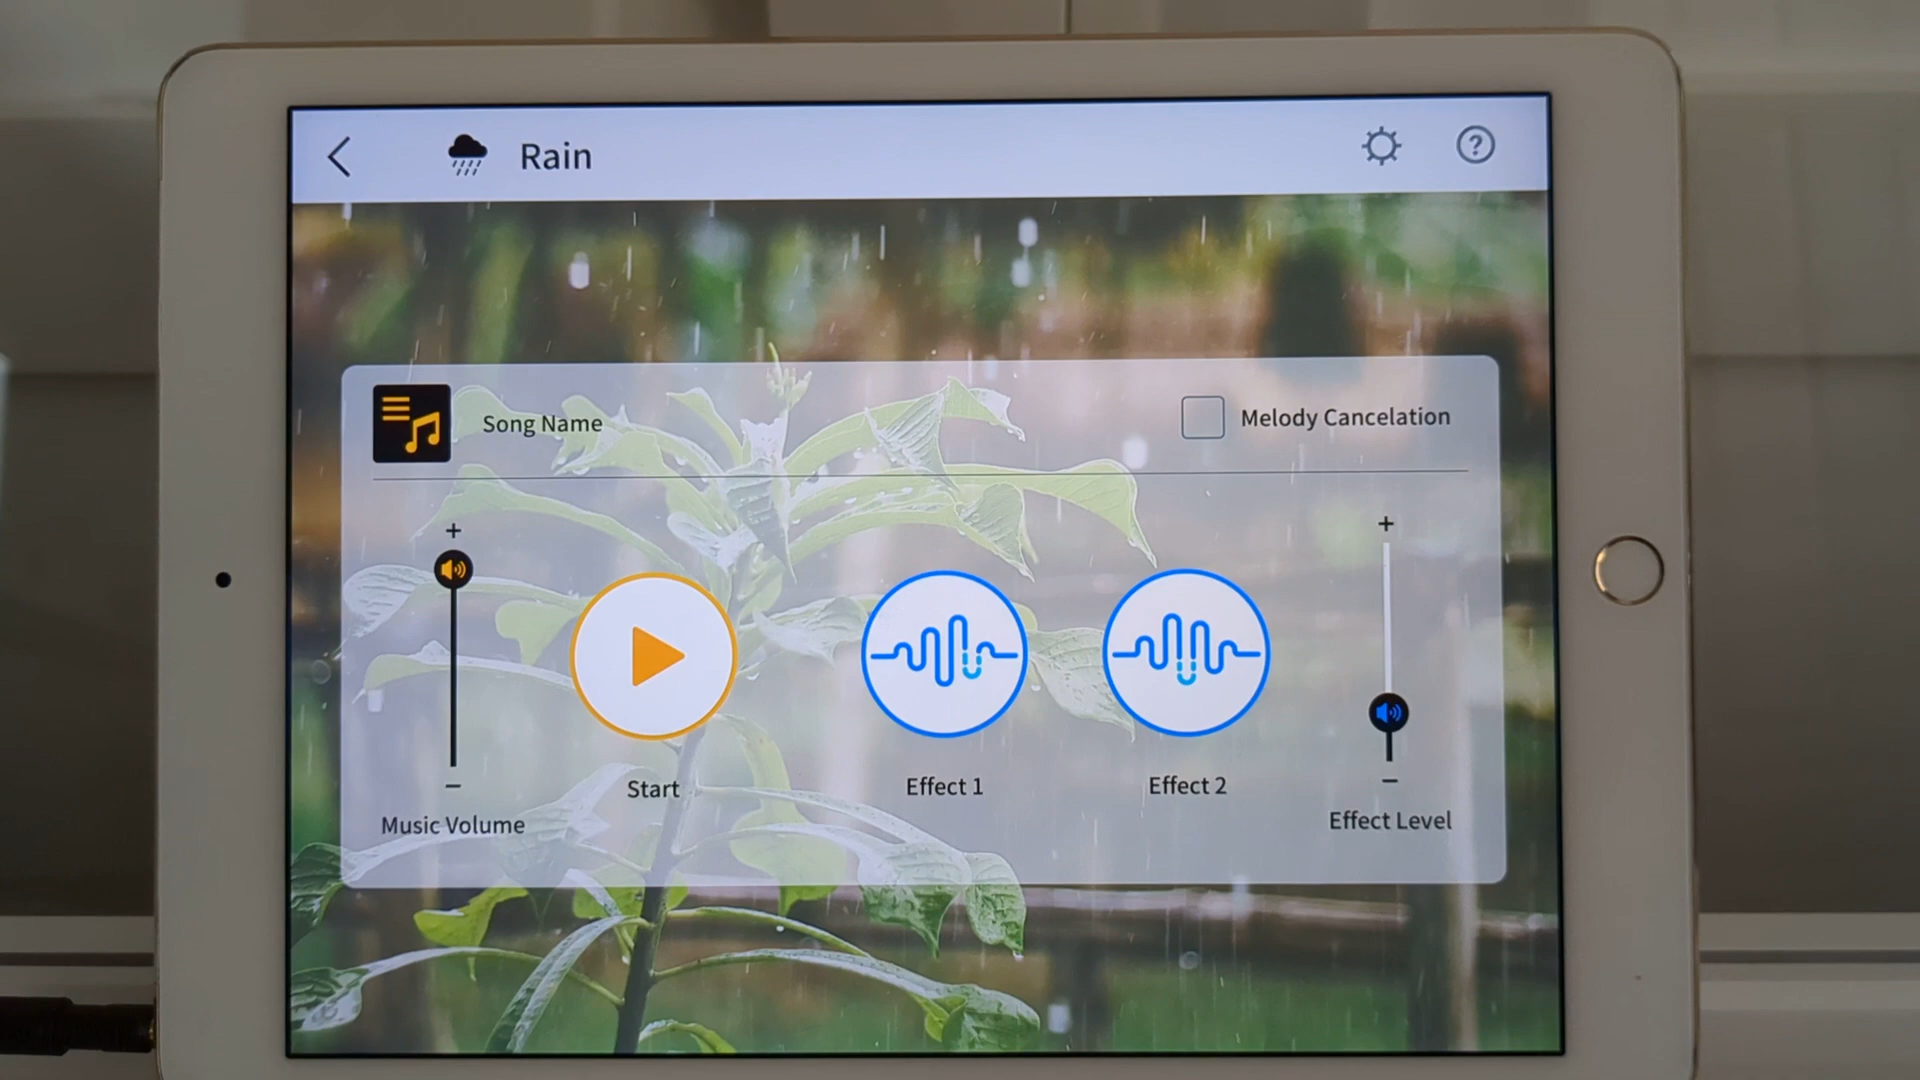 Rain
?
Song Name
Melody Cancelation
+
+
Start
Effect 1
Effect 2
−
−
Music Volume
Effect Level